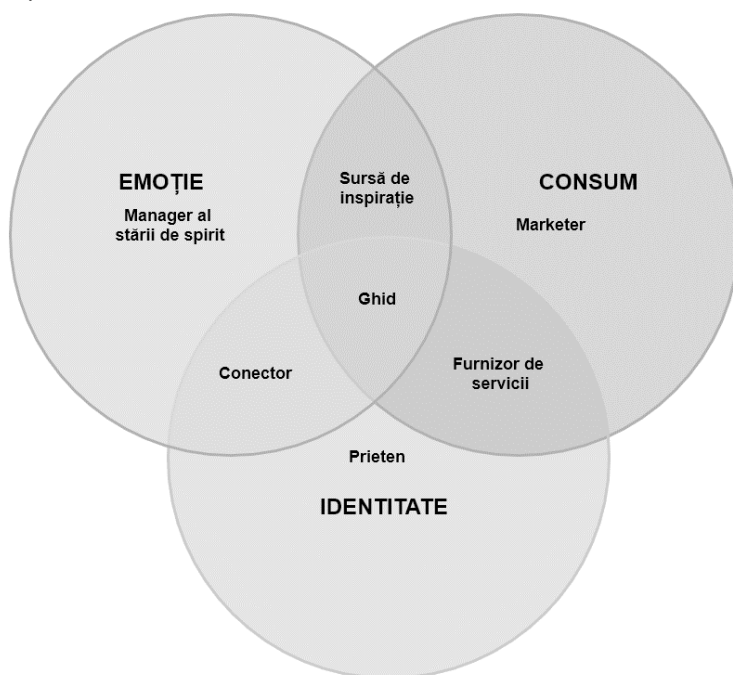 EMOȚIE
Manager al
stării de spirit
Sursă de
inspirație
CONSUM
Marketer
Ghid
Conector
Furnizor de
servicii
Prieten
IDENTITATE